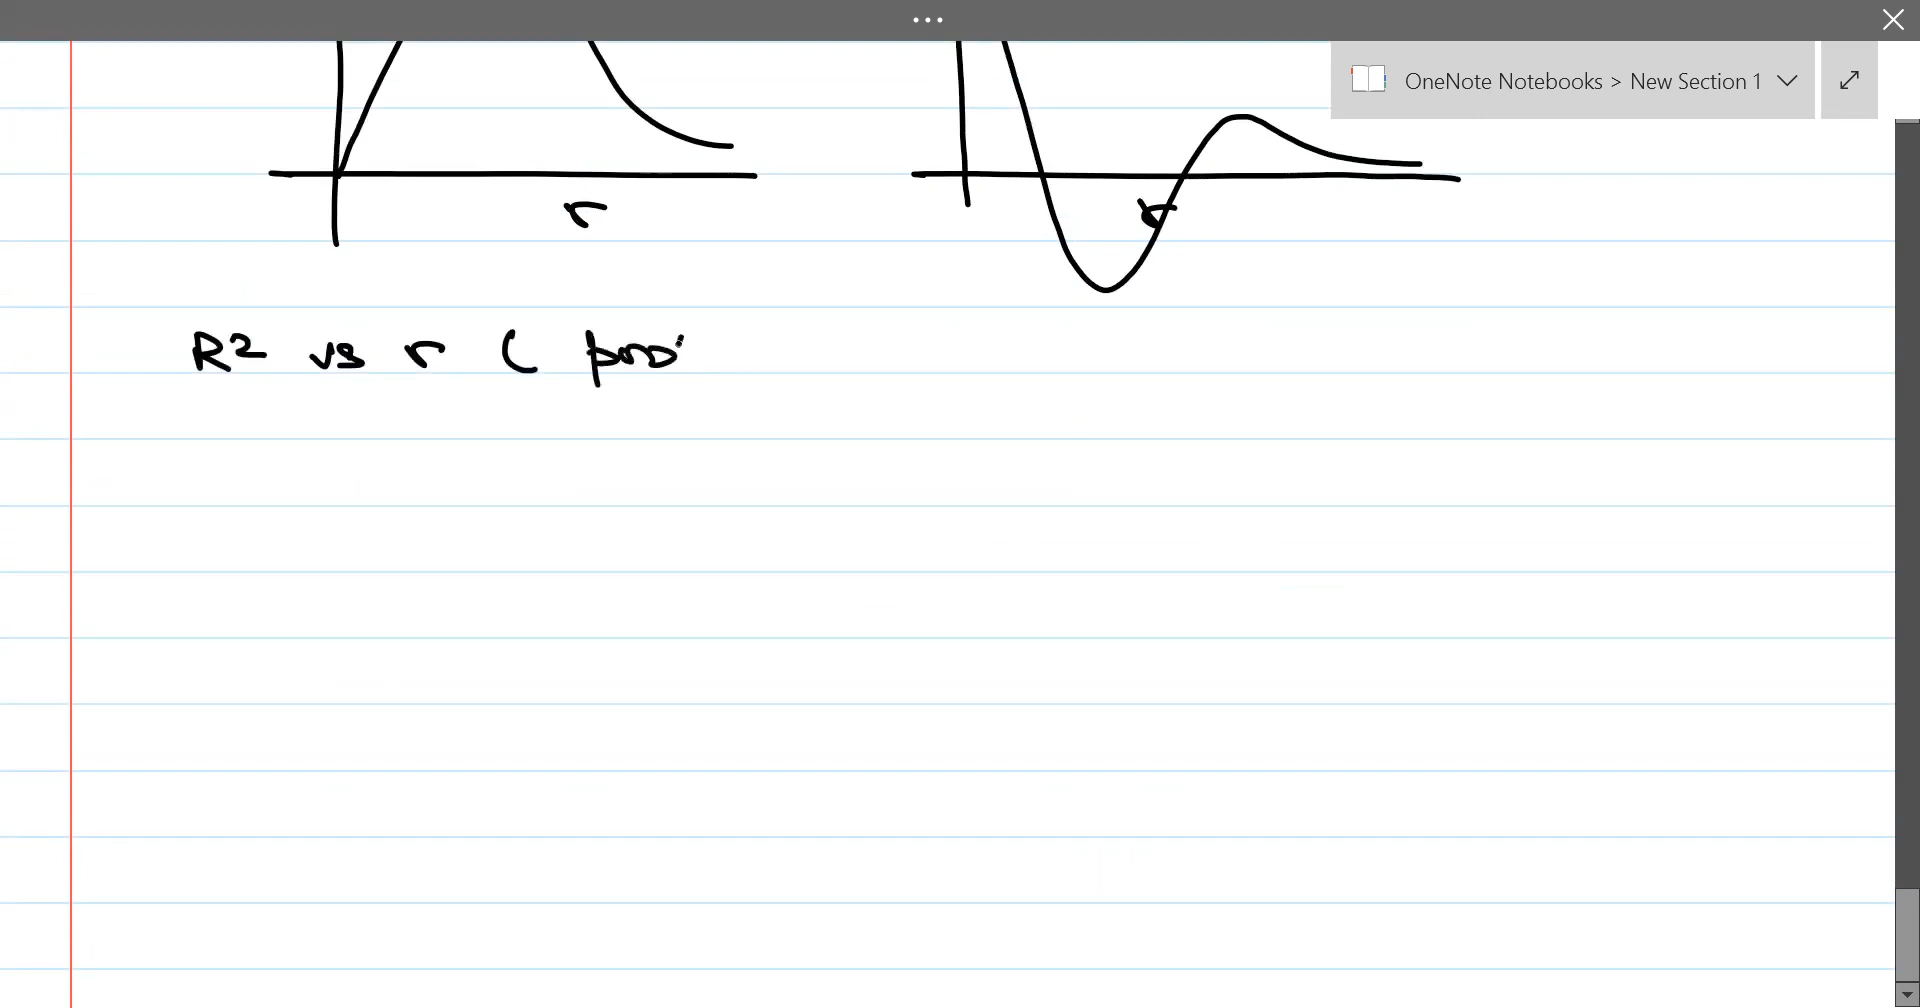 ...
OneNote Notebooks > New Section 1
r
r
R² vs r (